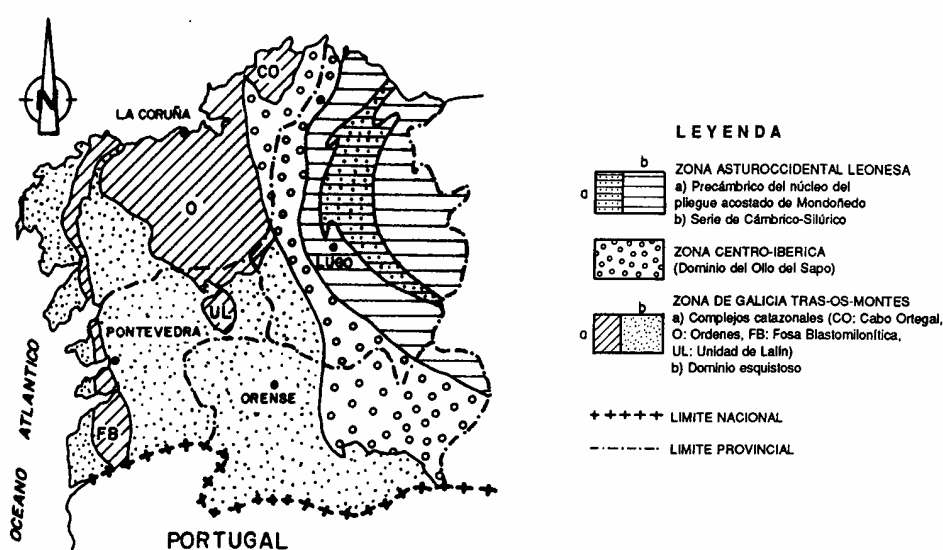 N
CO
LA CORUÑA
O
LUGO
UL
PONTEVEDRA
ORENSE
FB
OCEANO ATLANTICO
PORTUGAL
LEYENDA
b
a
ZONA ASTUROCCIDENTAL LEONESA
a) Precámbrico del núcleo del
pliegue acostado de Mondoñedo
b) Serie de Cámbrico-Silúrico
ZONA CENTRO-IBERICA
(Dominio del Ollo del Sapo)
b
a
ZONA DE GALICIA TRAS-OS-MONTES
a) Complejos catazonales (CO: Cabo Ortegal,
O: Ordenes, FB: Fosa Blastomilonítica,
UL: Unidad de Lalín)
b) Dominio esquistoso
LIMITE NACIONAL
LIMITE PROVINCIAL